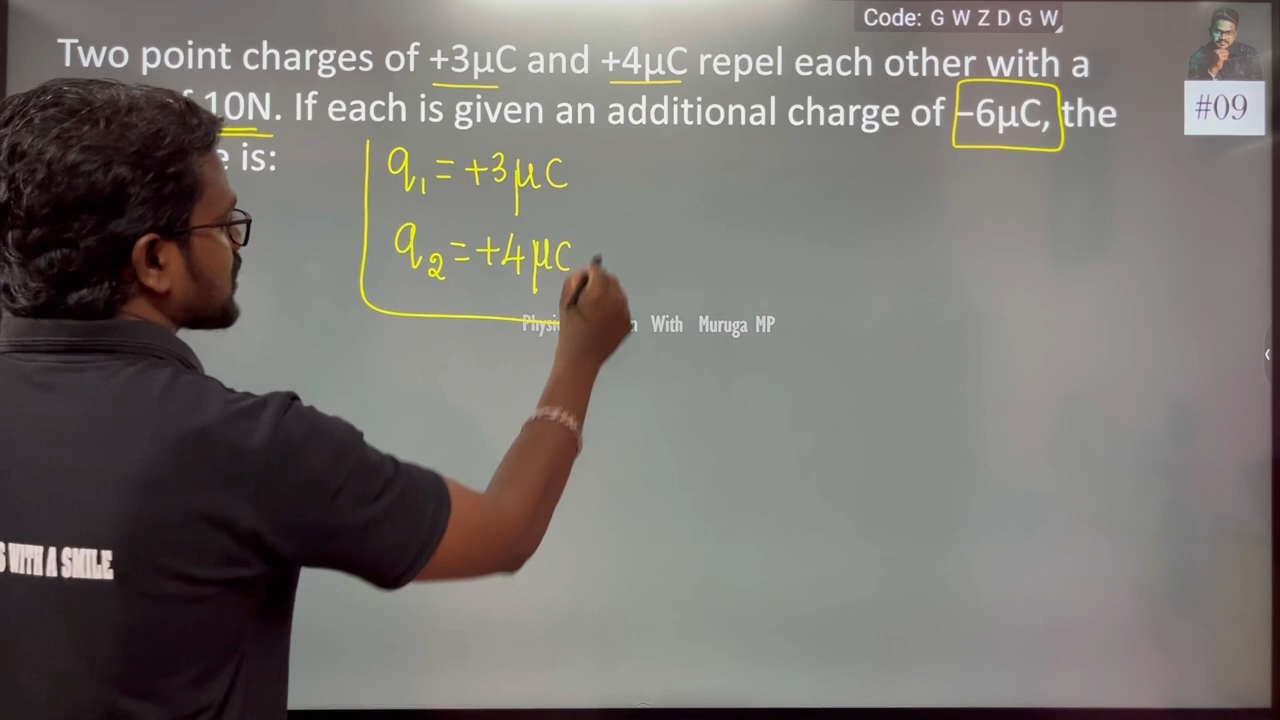 Code: G W Z D G W
Two point charges of +3μC and +4μC repel each other with a
10N. If each is given an additional charge of −6μC, the
#09
is:
q₁ = +3μC
q₂ = +4μC
With Muruga MP
WITH A SMILE